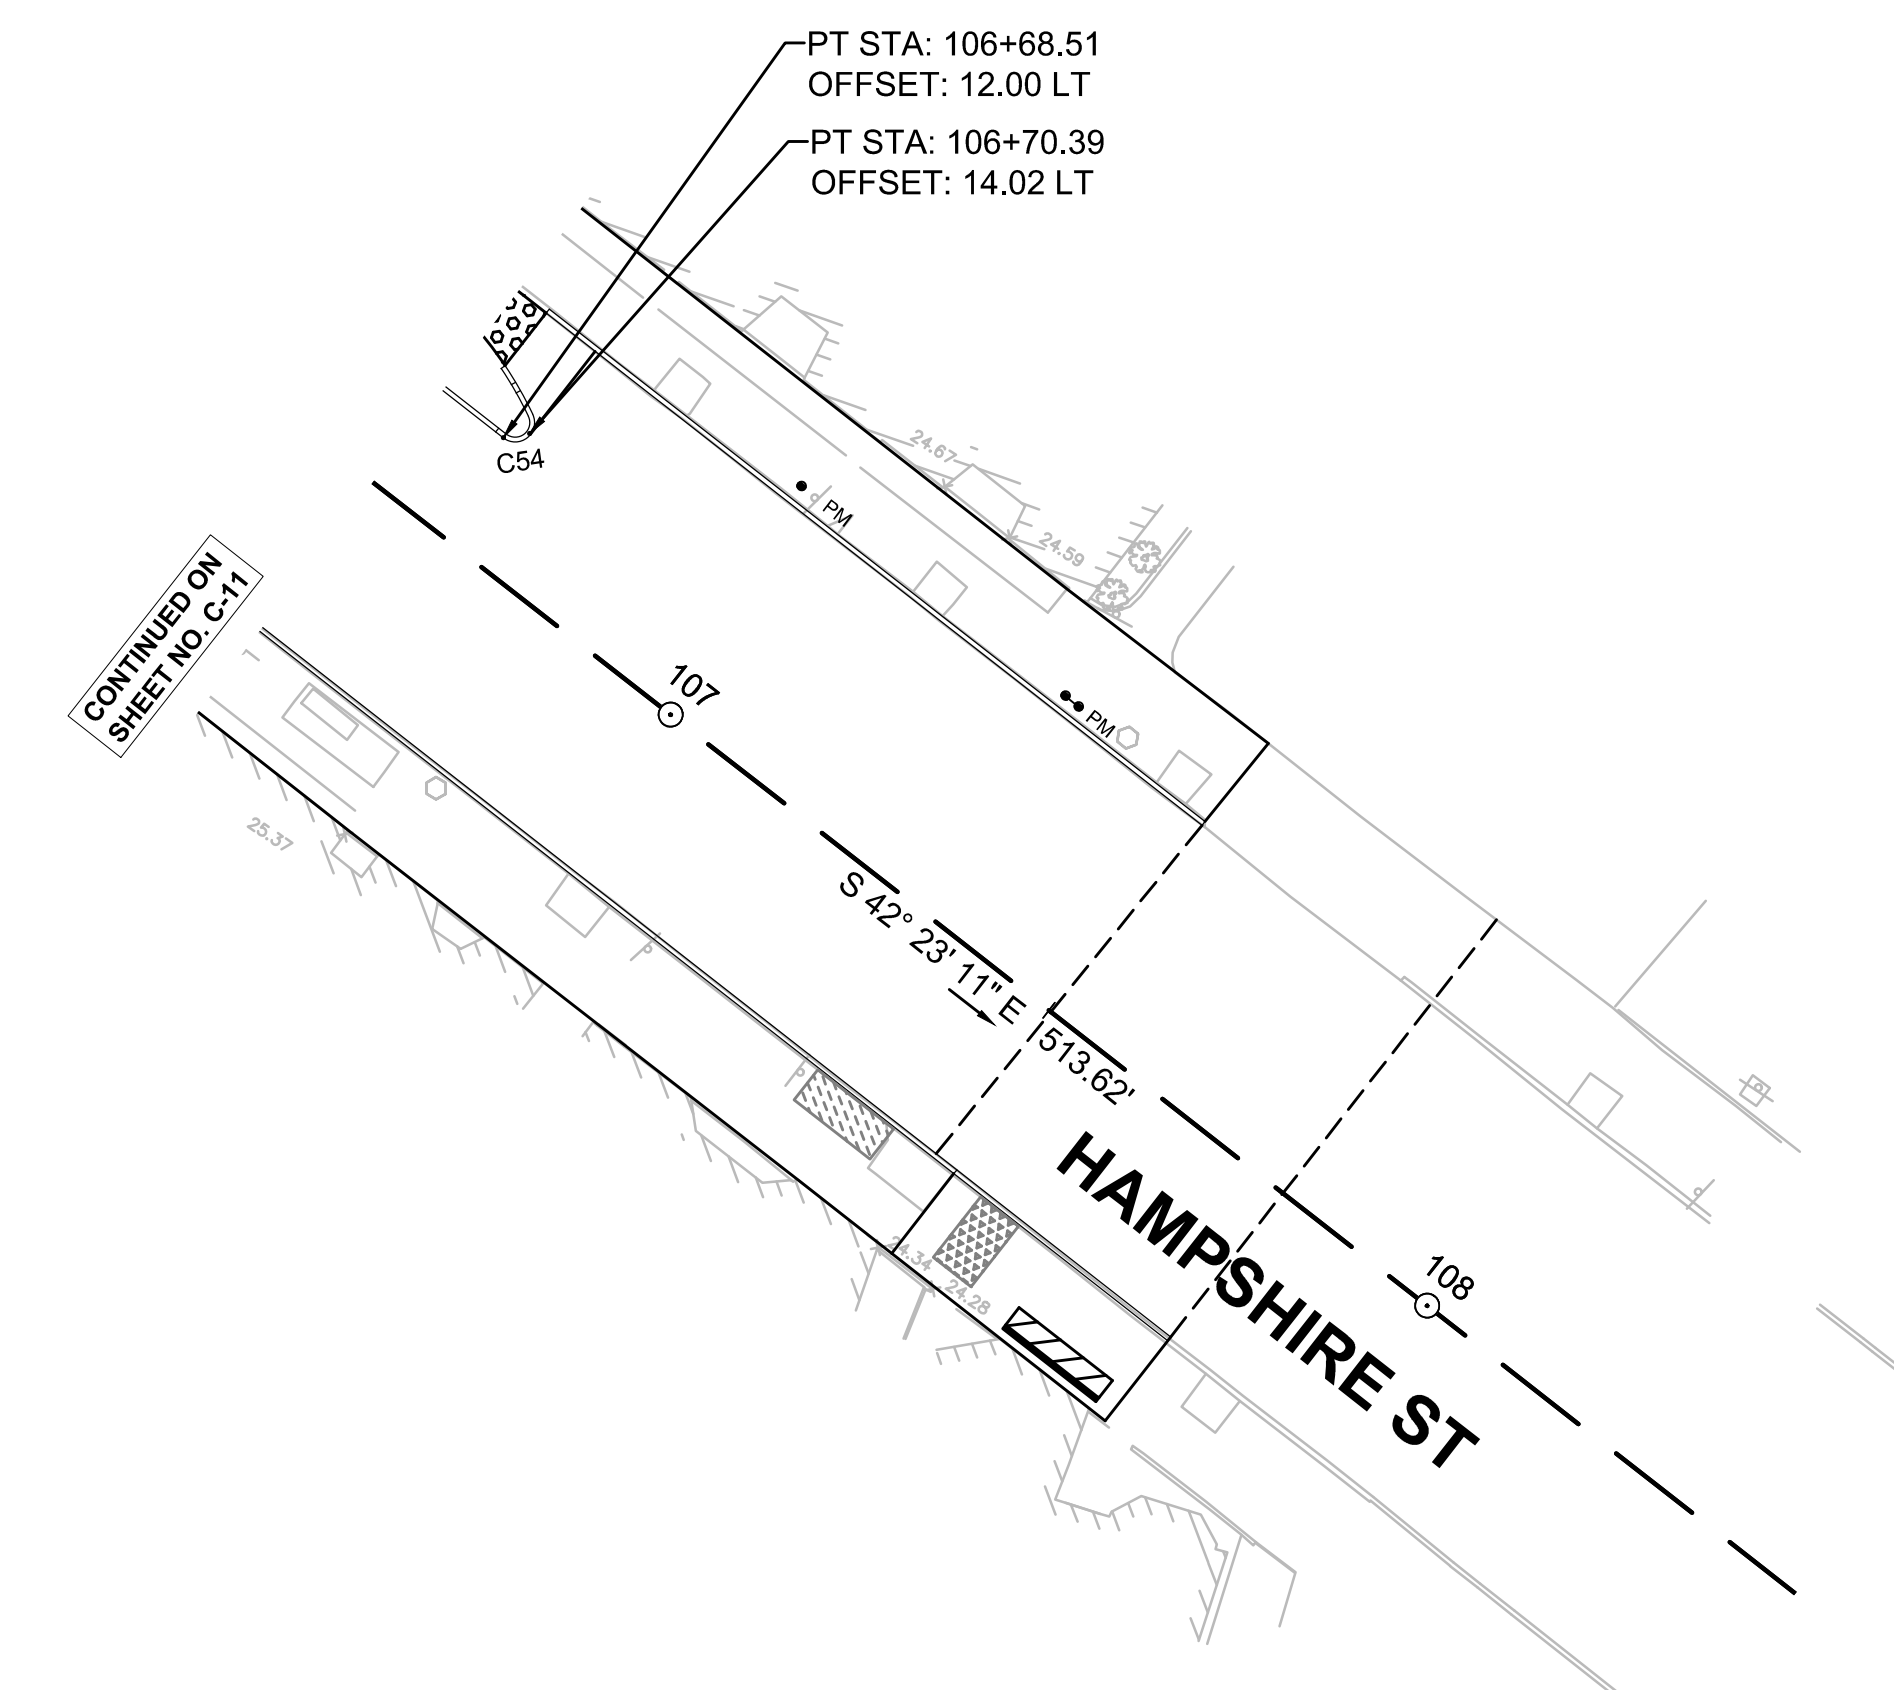 PT STA: 106+68.51
OFFSET: 12.00 LT
PT STA: 106+70.39
OFFSET: 14.02 LT
C54
24.67
PM
24.59
CONTINUED ON
SHEET NO. C-11
107
PM
25.37
S 42° 23' 11" E 1513.62'
HAMPSHIRE ST
108
24.34
24.28